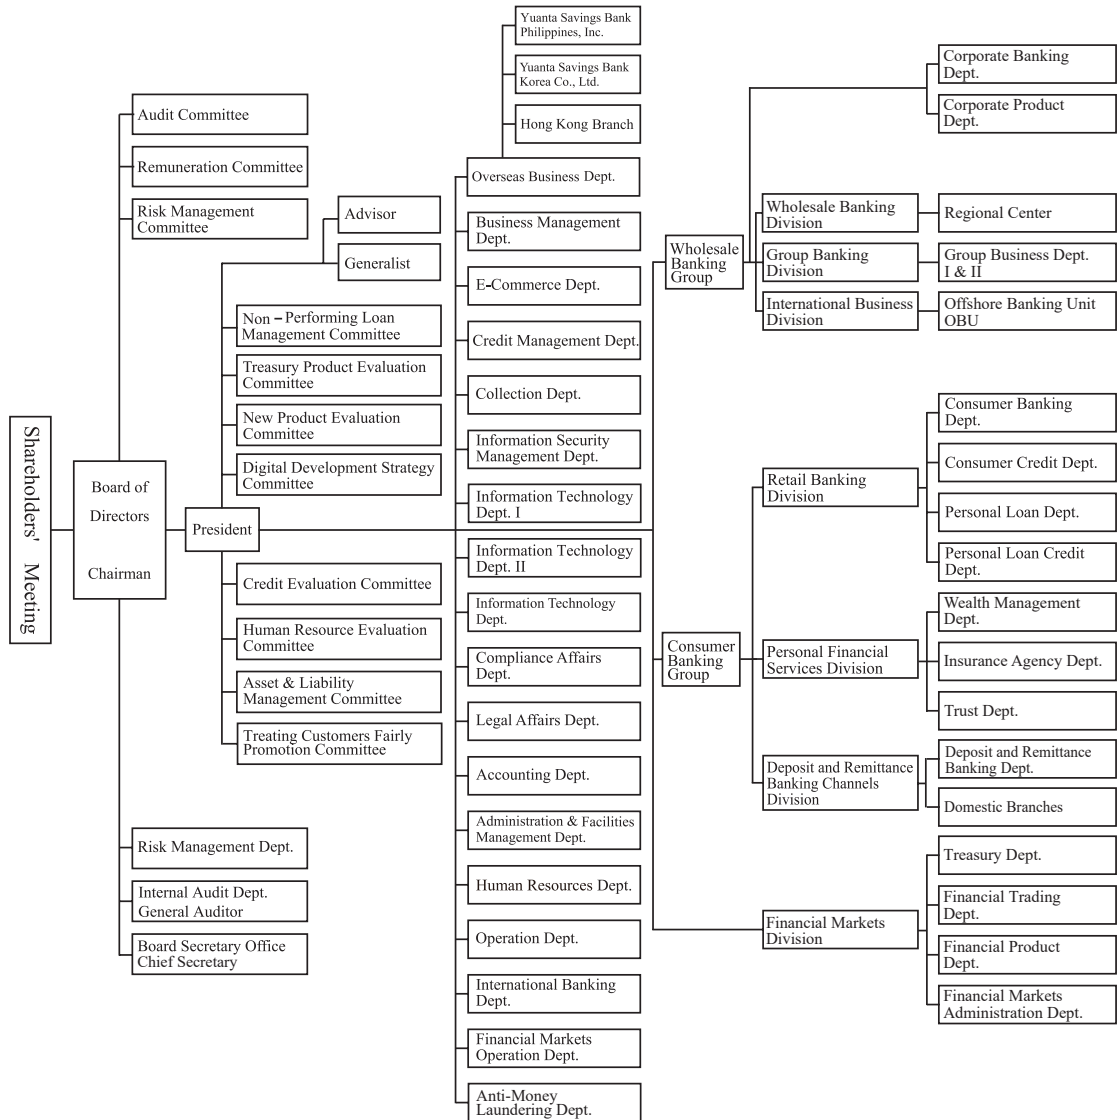 Shareholders' Meeting
Board of
Directors
Chairman
Audit Committee
Remuneration Committee
Risk Management
Committee
Risk Management Dept.
Internal Audit Dept.
General Auditor
Board Secretary Office
Chief Secretary
President
Advisor
Generalist
Non – Performing Loan
Management Committee
Treasury Product Evaluation
Committee
New Product Evaluation
Committee
Digital Development Strategy
Committee
Credit Evaluation Committee
Human Resource Evaluation
Committee
Asset & Liability
Management Committee
Treating Customers Fairly
Promotion Committee
Yuanta Savings Bank
Philippines, Inc.
Yuanta Savings Bank
Korea Co., Ltd.
Hong Kong Branch
Overseas Business Dept.
Business Management
Dept.
E-Commerce Dept.
Credit Management Dept.
Collection Dept.
Information Security
Management Dept.
Information Technology
Dept. I
Information Technology
Dept. II
Information Technology
Dept.
Compliance Affairs
Dept.
Legal Affairs Dept.
Accounting Dept.
Administration & Facilities
Management Dept.
Human Resources Dept.
Operation Dept.
International Banking
Dept.
Financial Markets
Operation Dept.
Anti-Money
Laundering Dept.
Wholesale
Banking
Group
Corporate Banking
Dept.
Corporate Product
Dept.
Wholesale Banking
Division
Regional Center
Group Banking
Division
Group Business Dept.
I & II
International Business
Division
Offshore Banking Unit
OBU
Consumer
Banking
Group
Retail Banking
Division
Consumer Banking
Dept.
Consumer Credit Dept.
Personal Loan Dept.
Personal Loan Credit
Dept.
Personal Financial
Services Division
Wealth Management
Dept.
Insurance Agency Dept.
Trust Dept.
Deposit and Remittance
Banking Channels
Division
Deposit and Remittance
Banking Dept.
Domestic Branches
Financial Markets
Division
Treasury Dept.
Financial Trading
Dept.
Financial Product
Dept.
Financial Markets
Administration Dept.